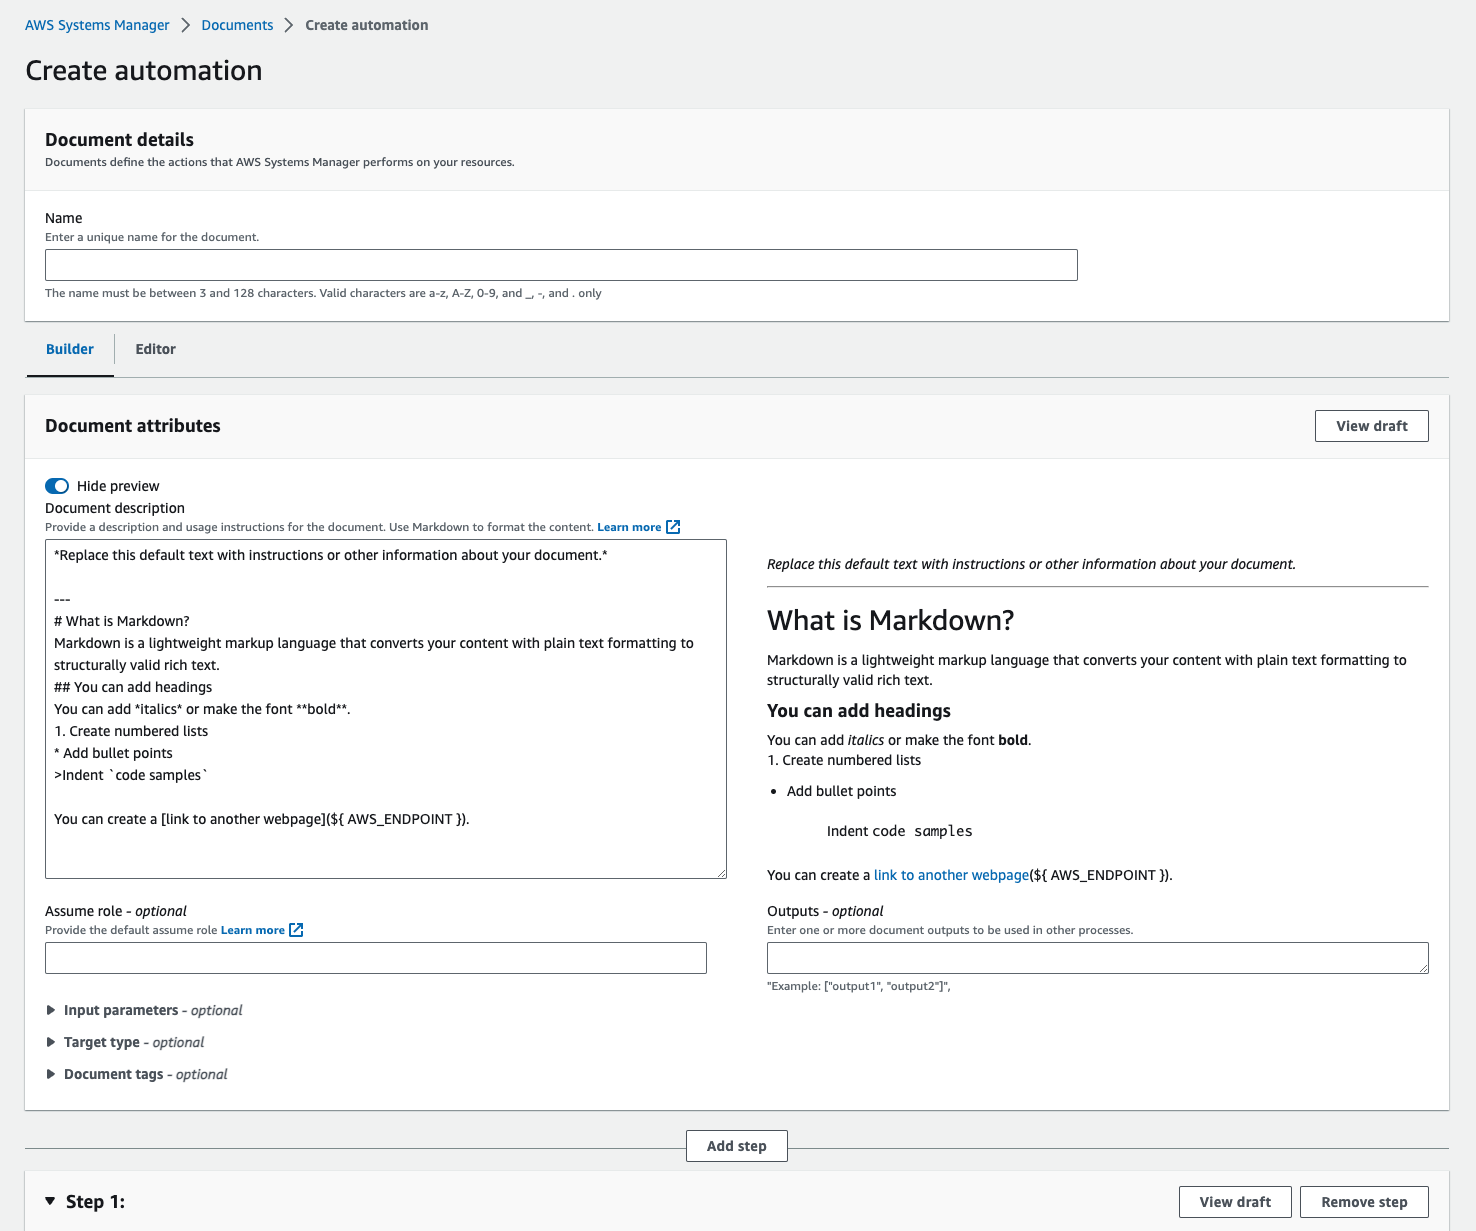 AWS Systems Manager > Documents > Create automation
Create automation
Document details
Documents define the actions that AWS Systems Manager performs on your resources.
Name
Enter a unique name for the document.
The name must be between 3 and 128 characters. Valid characters are a-z, A-Z, 0-9, and _, -, and . only
Builder
Editor
Document attributes
View draft
Hide preview
Document description
Provide a description and usage instructions for the document. Use Markdown to format the content. Learn more
*Replace this default text with instructions or other information about your document.*
---
# What is Markdown?
Markdown is a lightweight markup language that converts your content with plain text formatting to
structurally valid rich text.
## You can add headings
You can add *italics* or make the font **bold**.
1. Create numbered lists
* Add bullet points
>Indent `code samples`
You can create a [link to another webpage](${ AWS_ENDPOINT }).
Replace this default text with instructions or other information about your document.
What is Markdown?
Markdown is a lightweight markup language that converts your content with plain text formatting to
structurally valid rich text.
You can add headings
You can add italics or make the font bold.
1. Create numbered lists
• Add bullet points
Indent code samples
You can create a link to another webpage(${ AWS_ENDPOINT }).
Assume role - optional
Provide the default assume role Learn more
Outputs - optional
Enter one or more document outputs to be used in other processes.
"Example: ["output1", "output2"]",
Input parameters - optional
Target type - optional
Document tags - optional
Add step
Step 1:
View draft
Remove step